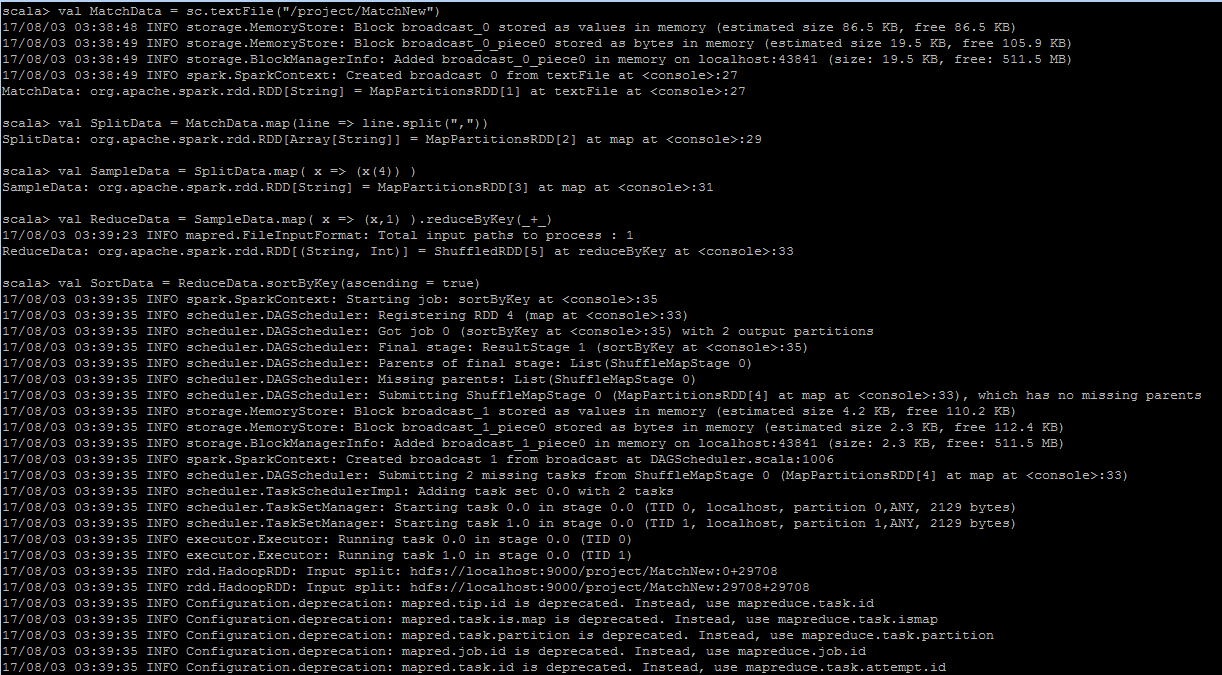 scala> val MatchData = sc.textFile("/project/MatchNew")
17/08/03 03:38:48 INFO storage.MemoryStore: Block broadcast_0 stored as values in memory (estimated size 86.5 KB, free 86.5 KB)
17/08/03 03:38:49 INFO storage.MemoryStore: Block broadcast_0_piece0 stored as bytes in memory (estimated size 19.5 KB, free 105.9 KB)
17/08/03 03:38:49 INFO storage.BlockManagerInfo: Added broadcast_0_piece0 in memory on localhost:43841 (size: 19.5 KB, free: 511.5 MB)
17/08/03 03:38:49 INFO spark.SparkContext: Created broadcast 0 from textFile at <console>:27
MatchData: org.apache.spark.rdd.RDD[String] = MapPartitionsRDD[1] at textFile at <console>:27
scala> val SplitData = MatchData.map(line => line.split(","))
SplitData: org.apache.spark.rdd.RDD[Array[String]] = MapPartitionsRDD[2] at map at <console>:29
scala> val SampleData = SplitData.map( x => (x(4)) )
SampleData: org.apache.spark.rdd.RDD[String] = MapPartitionsRDD[3] at map at <console>:31
scala> val ReduceData = SampleData.map( x => (x,1) ).reduceByKey(_+_)
17/08/03 03:39:23 INFO mapred.FileInputFormat: Total input paths to process : 1
ReduceData: org.apache.spark.rdd.RDD[(String, Int)] = ShuffledRDD[5] at reduceByKey at <console>:33
scala> val SortData = ReduceData.sortByKey(ascending = true)
17/08/03 03:39:35 INFO spark.SparkContext: Starting job: sortByKey at <console>:35
17/08/03 03:39:35 INFO scheduler.DAGScheduler: Registering RDD 4 (map at <console>:33)
17/08/03 03:39:35 INFO scheduler.DAGScheduler: Got job 0 (sortByKey at <console>:35) with 2 output partitions
17/08/03 03:39:35 INFO scheduler.DAGScheduler: Final stage: ResultStage 1 (sortByKey at <console>:35)
17/08/03 03:39:35 INFO scheduler.DAGScheduler: Parents of final stage: List(ShuffleMapStage 0)
17/08/03 03:39:35 INFO scheduler.DAGScheduler: Missing parents: List(ShuffleMapStage 0)
17/08/03 03:39:35 INFO scheduler.DAGScheduler: Submitting ShuffleMapStage 0 (MapPartitionsRDD[4] at map at <console>:33), which has no missing parents
17/08/03 03:39:35 INFO storage.MemoryStore: Block broadcast_1 stored as values in memory (estimated size 4.2 KB, free 110.2 KB)
17/08/03 03:39:35 INFO storage.MemoryStore: Block broadcast_1_piece0 stored as bytes in memory (estimated size 2.3 KB, free 112.4 KB)
17/08/03 03:39:35 INFO storage.BlockManagerInfo: Added broadcast_1_piece0 in memory on localhost:43841 (size: 2.3 KB, free: 511.5 MB)
17/08/03 03:39:35 INFO spark.SparkContext: Created broadcast 1 from broadcast at DAGScheduler.scala:1006
17/08/03 03:39:35 INFO scheduler.DAGScheduler: Submitting 2 missing tasks from ShuffleMapStage 0 (MapPartitionsRDD[4] at map at <console>:33)
17/08/03 03:39:35 INFO scheduler.TaskSchedulerImpl: Adding task set 0.0 with 2 tasks
17/08/03 03:39:35 INFO scheduler.TaskSetManager: Starting task 0.0 in stage 0.0 (TID 0, localhost, partition 0,ANY, 2129 bytes)
17/08/03 03:39:35 INFO scheduler.TaskSetManager: Starting task 1.0 in stage 0.0 (TID 1, localhost, partition 1,ANY, 2129 bytes)
17/08/03 03:39:35 INFO executor.Executor: Running task 0.0 in stage 0.0 (TID 0)
17/08/03 03:39:35 INFO executor.Executor: Running task 1.0 in stage 0.0 (TID 1)
17/08/03 03:39:35 INFO rdd.HadoopRDD: Input split: hdfs://localhost:9000/project/MatchNew:0+29708
17/08/03 03:39:35 INFO rdd.HadoopRDD: Input split: hdfs://localhost:9000/project/MatchNew:29708+29708
17/08/03 03:39:35 INFO Configuration.deprecation: mapred.tip.id is deprecated. Instead, use mapreduce.task.id
17/08/03 03:39:35 INFO Configuration.deprecation: mapred.task.is.map is deprecated. Instead, use mapreduce.task.ismap
17/08/03 03:39:35 INFO Configuration.deprecation: mapred.task.partition is deprecated. Instead, use mapreduce.task.partition
17/08/03 03:39:35 INFO Configuration.deprecation: mapred.job.id is deprecated. Instead, use mapreduce.job.id
17/08/03 03:39:35 INFO Configuration.deprecation: mapred.task.id is deprecated. Instead, use mapreduce.task.attempt.id